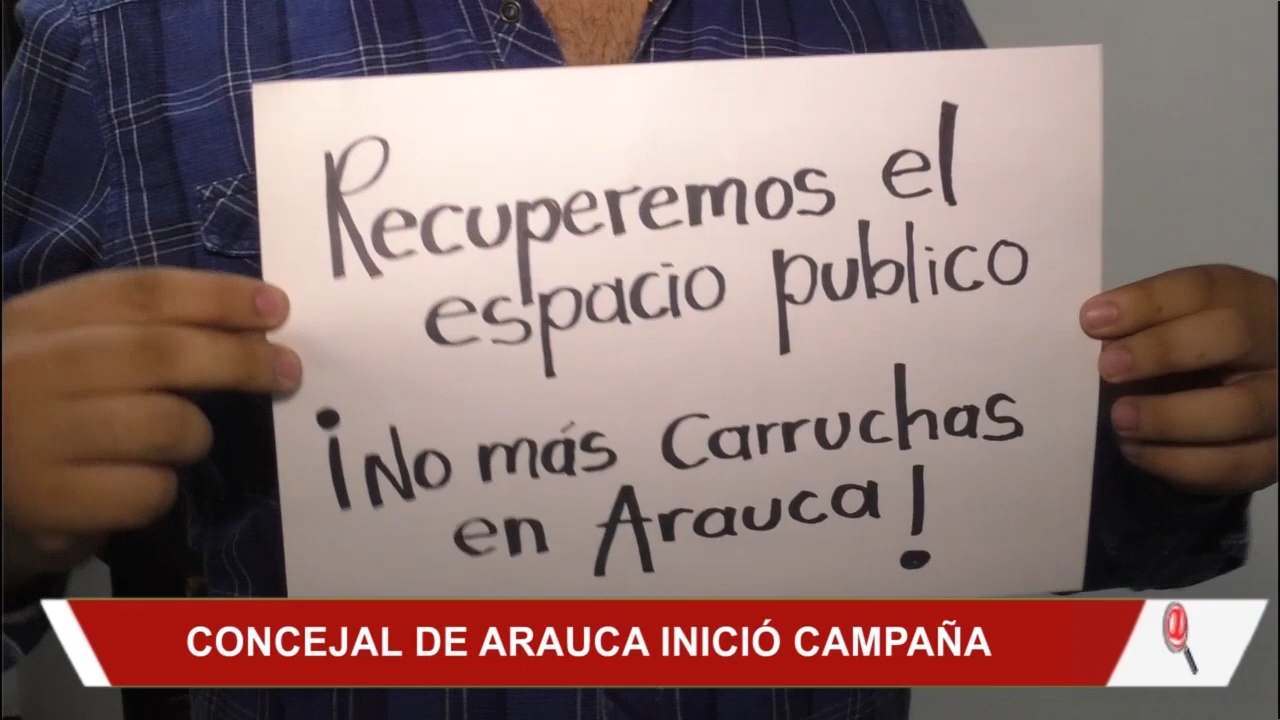 Recuperemos el
espacio publico
¡No más Carruchas
en Arauca!
CONCEJAL DE ARAUCA INICIÓ CAMPAÑA